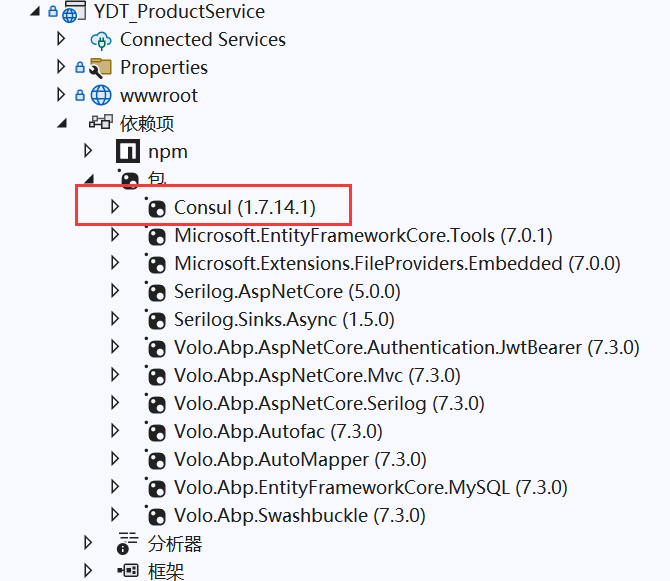 YDT_ProductService
Connected Services
Properties
wwwroot
依赖项
npm
包
Consul (1.7.14.1)
Microsoft.EntityFrameworkCore.Tools (7.0.1)
Microsoft.Extensions.FileProviders.Embedded (7.0.0)
Serilog.AspNetCore (5.0.0)
Serilog.Sinks.Async (1.5.0)
Volo.Abp.AspNetCore.Authentication.JwtBearer (7.3.0)
Volo.Abp.AspNetCore.Mvc (7.3.0)
Volo.Abp.AspNetCore.Serilog (7.3.0)
Volo.Abp.Autofac (7.3.0)
Volo.Abp.AutoMapper (7.3.0)
Volo.Abp.EntityFrameworkCore.MySQL (7.3.0)
Volo.Abp.Swashbuckle (7.3.0)
分析器
框架